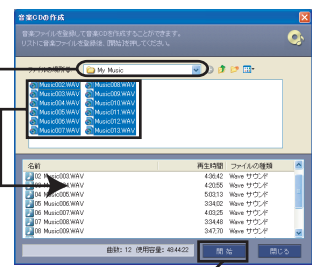 音楽CDの作成
音楽ファイルを登録して音楽CDを作成することができます。
リストに音楽ファイルを登録後、[開始]を押してください。
ファイルの場所
My Music
Music002.WAV Music008.WAV
Music003.WAV Music009.WAV
Music004.WAV Music010.WAV
Music005.WAV Music011.WAV
Music006.WAV Music012.WAV
Music007.WAV Music013.WAV
名前 再生時間 ファイルの種類
02 Music003.WAV 4:36.42 Wave サウンド
Music004.WAV 4:20.55 Wave サウンド
04 Music005.WAV 5:03.13 Wave サウンド
05 Music006.WAV 3:34.02 Wave サウンド
06 Music007.WAV 4:03.25 Wave サウンド
07 Music008.WAV 3:34.48 Wave サウンド
08 Music009.WAV 3:47.70 Wave サウンド
曲数: 12 使用容量: 48:44.22
開始
閉じる